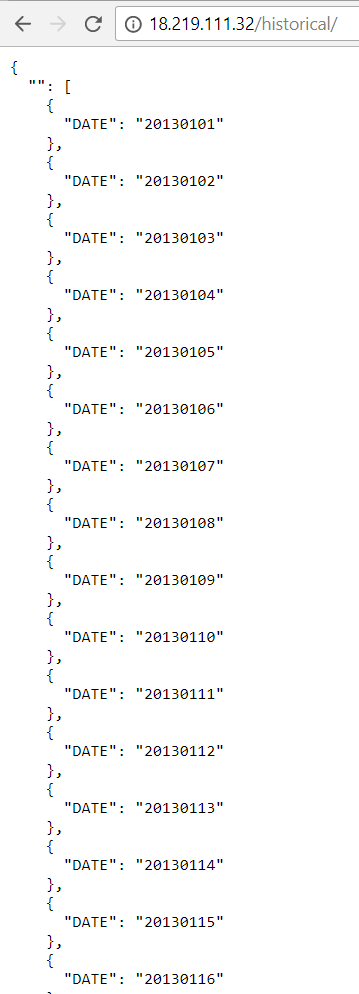 18.219.111.32/historical/
{
  "": [
    {
      "DATE": "20130101"
    },
    {
      "DATE": "20130102"
    },
    {
      "DATE": "20130103"
    },
    {
      "DATE": "20130104"
    },
    {
      "DATE": "20130105"
    },
    {
      "DATE": "20130106"
    },
    {
      "DATE": "20130107"
    },
    {
      "DATE": "20130108"
    },
    {
      "DATE": "20130109"
    },
    {
      "DATE": "20130110"
    },
    {
      "DATE": "20130111"
    },
    {
      "DATE": "20130112"
    },
    {
      "DATE": "20130113"
    },
    {
      "DATE": "20130114"
    },
    {
      "DATE": "20130115"
    },
    {
      "DATE": "20130116"